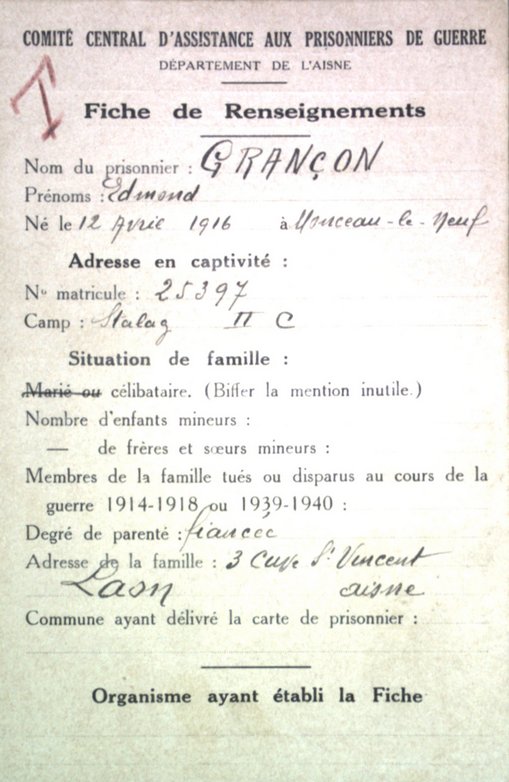 COMITÉ CENTRAL D'ASSISTANCE AUX PRISONNIERS DE GUERRE
DÉPARTEMENT DE L'AISNE
Fiche de Renseignements
Nom du prisonnier : GRANÇON
Prénoms : Edmond
Né le 12 Avril 1916 à Monceau-le-Neuf
Adresse en captivité :
No matricule : 25397
Camp : Stalag II C
Situation de famille :
Marié ou célibataire. (Biffer la mention inutile.)
Nombre d'enfants mineurs :
— de frères et sœurs mineurs :
Membres de la famille tués ou disparus au cours de la
guerre 1914-1918 ou 1939-1940 :
Degré de parenté : fiancée
Adresse de la famille : 3 Cuve St Vincent
Laon aisne
Commune ayant délivré la carte de prisonnier :
Organisme ayant établi la Fiche